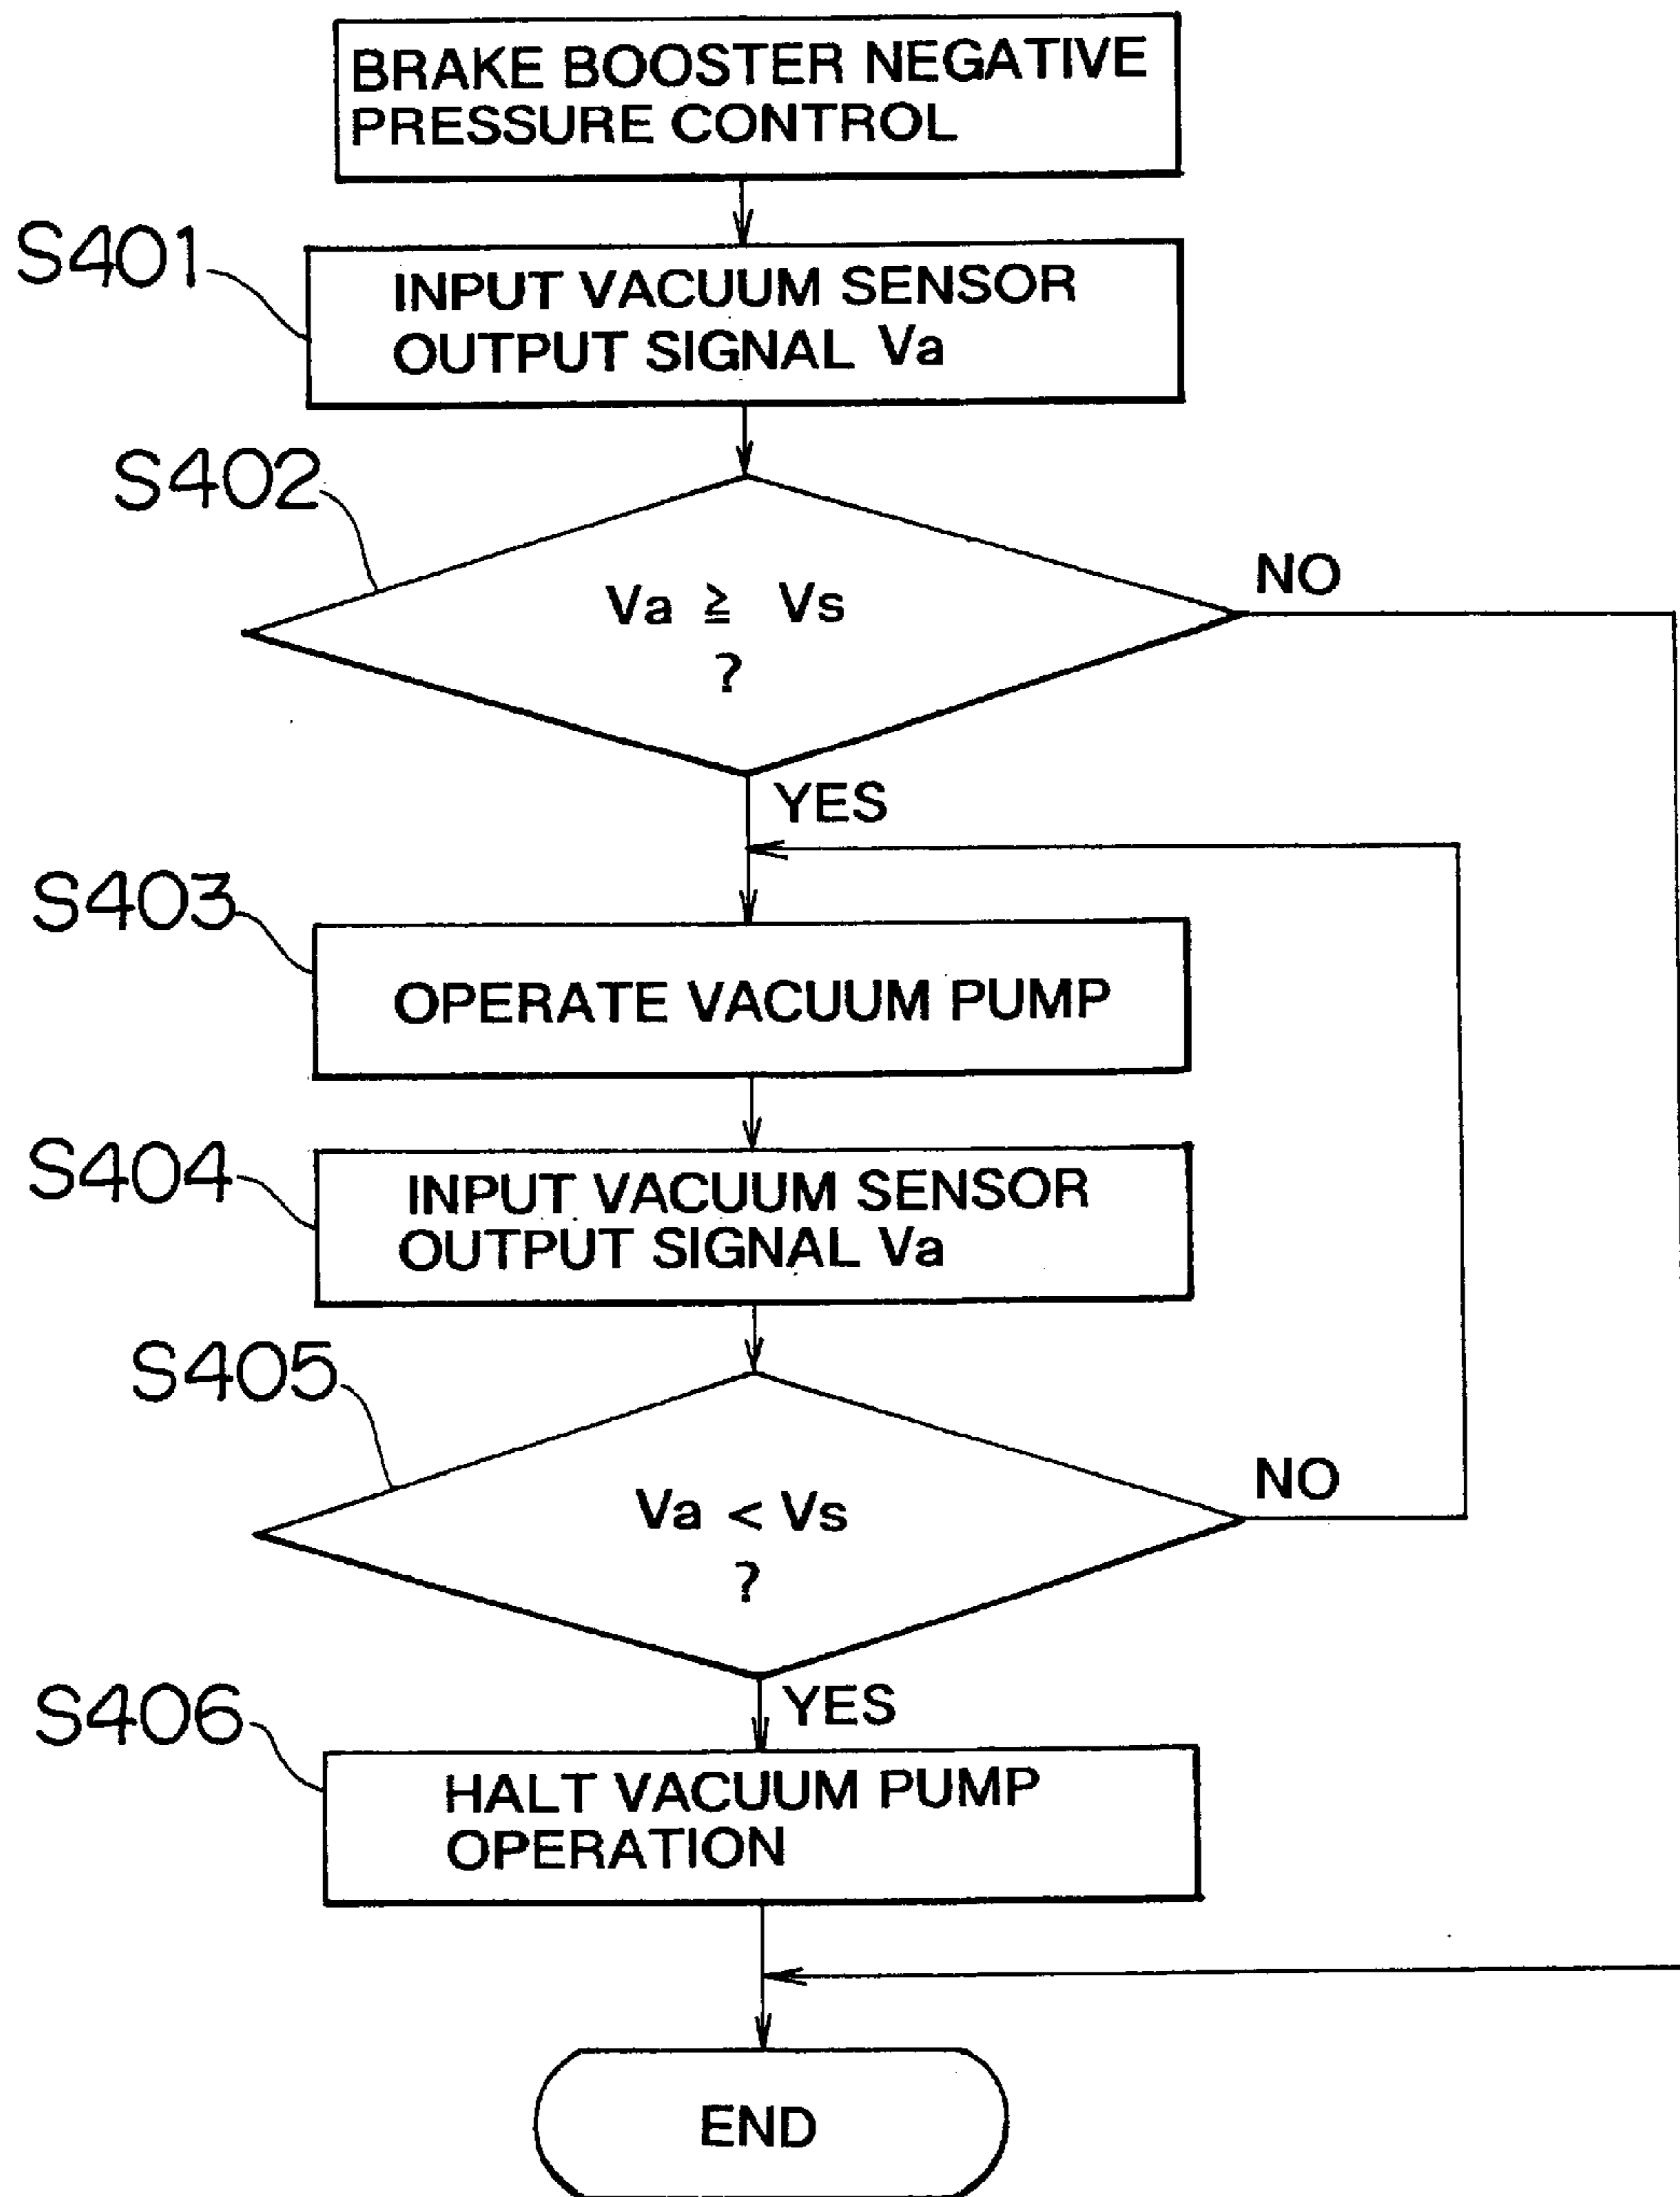 BRAKE BOOSTER NEGATIVE
PRESSURE CONTROL
S401
INPUT VACUUM SENSOR
OUTPUT SIGNAL Va
S402
Va ≧ Vs
?
NO
YES
S403
OPERATE VACUUM PUMP
S404
INPUT VACUUM SENSOR
OUTPUT SIGNAL Va
S405
Va < Vs
?
NO
YES
S406
HALT VACUUM PUMP
OPERATION
END